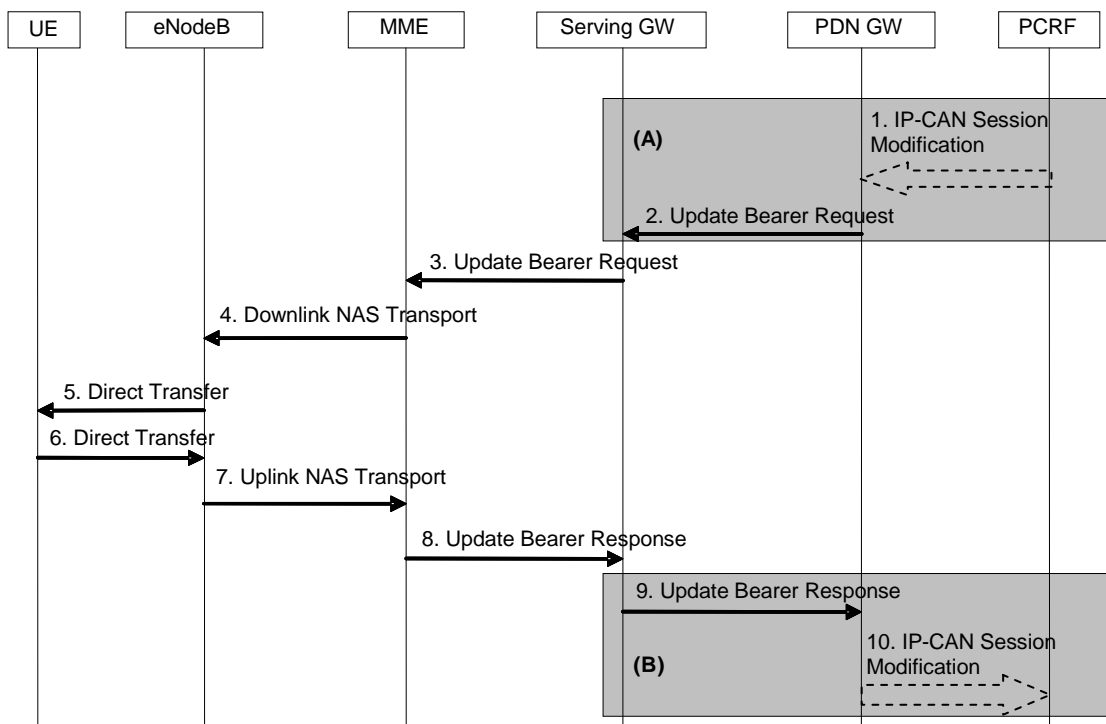 UE
eNodeB
MME
Serving GW
PDN GW
PCRF
(A)
1. IP-CAN Session
Modification
2. Update Bearer Request
3. Update Bearer Request
4. Downlink NAS Transport
5. Direct Transfer
6. Direct Transfer
7. Uplink NAS Transport
8. Update Bearer Response
9. Update Bearer Response
(B)
10. IP-CAN Session
Modification